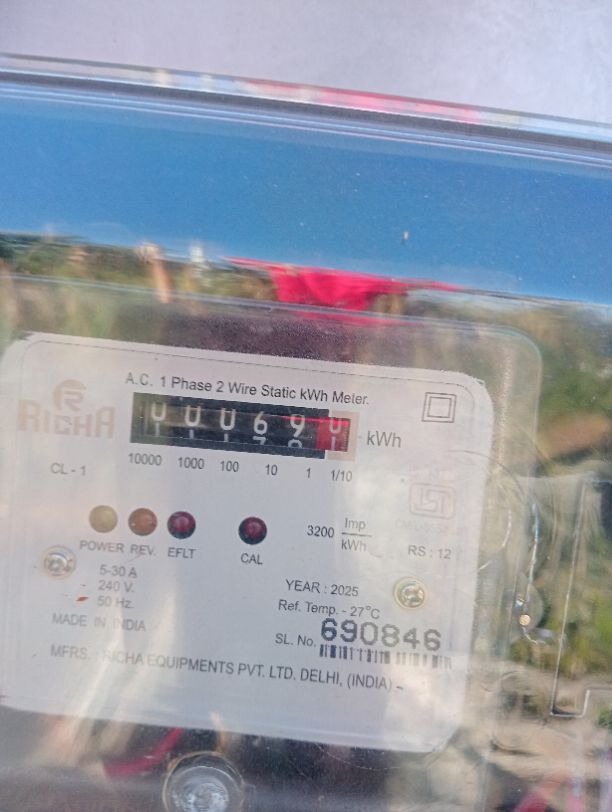 A.C. 1 Phase 2 Wire Static kWh Meter.
RICHA
000690 kWh
10000 1000 100 10 1 1/10
CL - 1
3200 Imp/kWh
POWER REV. EFLT CAL
RS : 12
5-30 A
240 V.
50 Hz.
YEAR : 2025
Ref. Temp. - 27°C
MADE IN INDIA
SL. No. 690846
MFRS. - RICHA EQUIPMENTS PVT. LTD. DELHI, (INDIA)